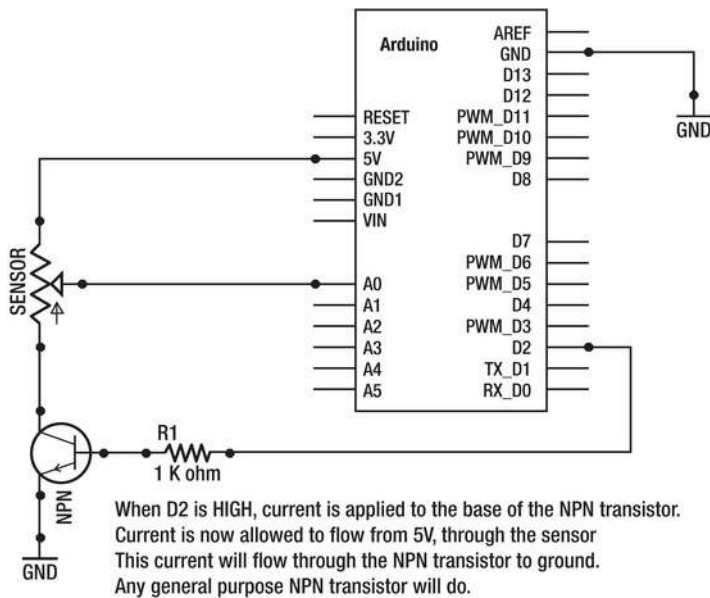 Arduino
AREF
GND
D13
D12
RESET
PWM_D11
3.3V
PWM_D10
5V
PWM_D9
GND2
D8
GND1
VIN
GND
D7
PWM_D6
A0
PWM_D5
A1
D4
A2
PWM_D3
A3
D2
A4
TX_D1
A5
RX_D0
SENSOR
R1
1 K ohm
NPN
GND
When D2 is HIGH, current is applied to the base of the NPN transistor.
Current is now allowed to flow from 5V, through the sensor
This current will flow through the NPN transistor to ground.
Any general purpose NPN transistor will do.